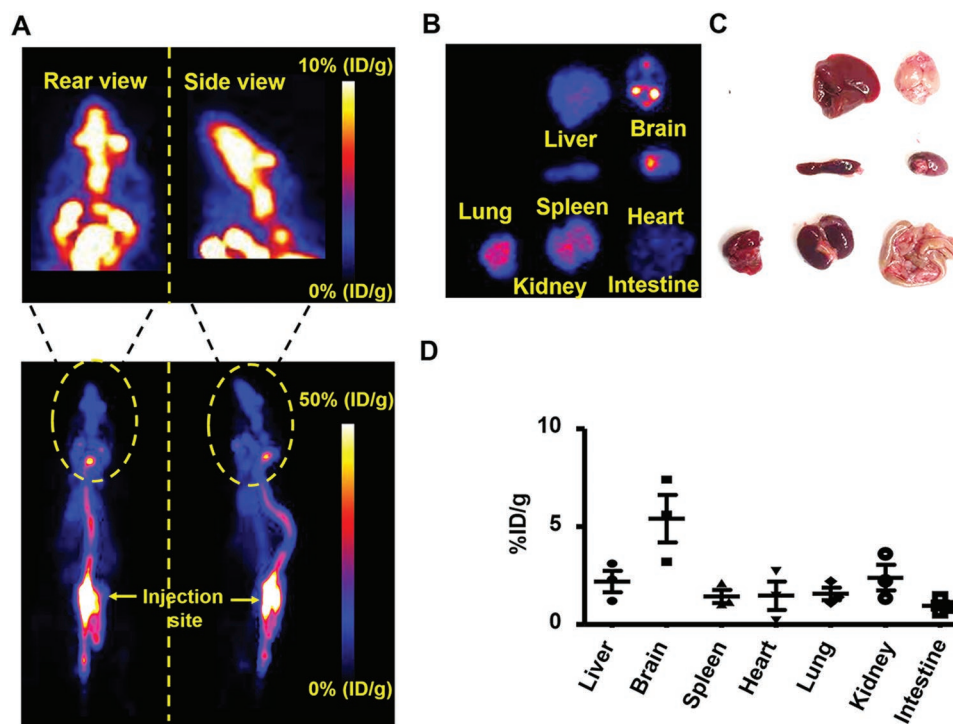 A
Rear view
Side view
10% (ID/g)
0% (ID/g)
50% (ID/g)
Injection
site
0% (ID/g)
B
Liver
Brain
Lung
Spleen
Heart
Kidney
Intestine
C
D
%ID/g
10
5
0
Liver
Brain
Spleen
Heart
Lung
Kidney
Intestine